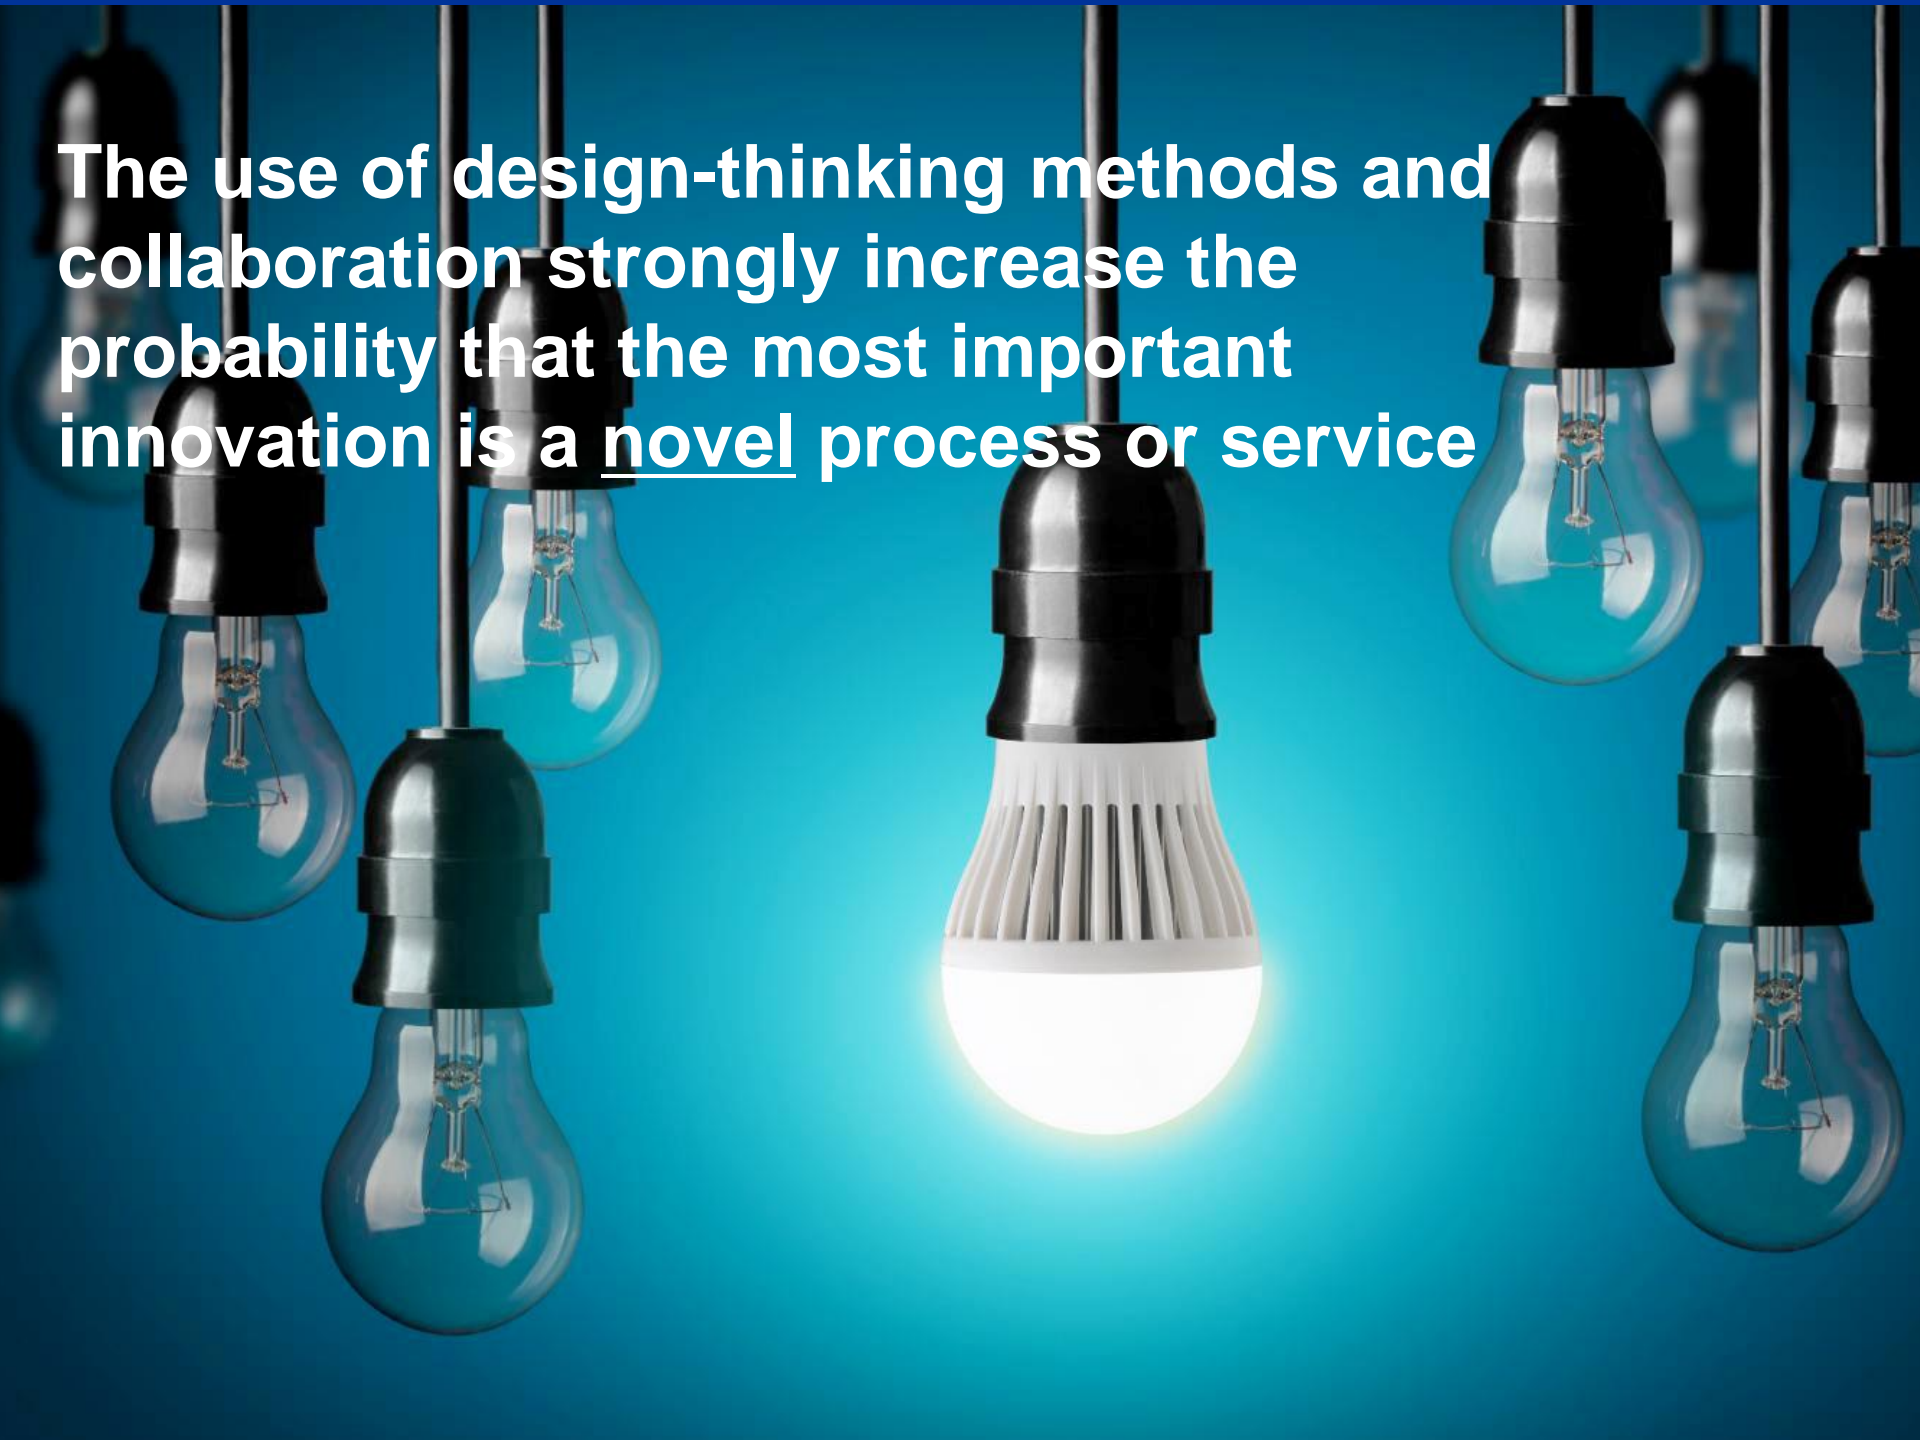 The use of design-thinking methods and
collaboration strongly increase the
probability that the most important
innovation is a novel process or service